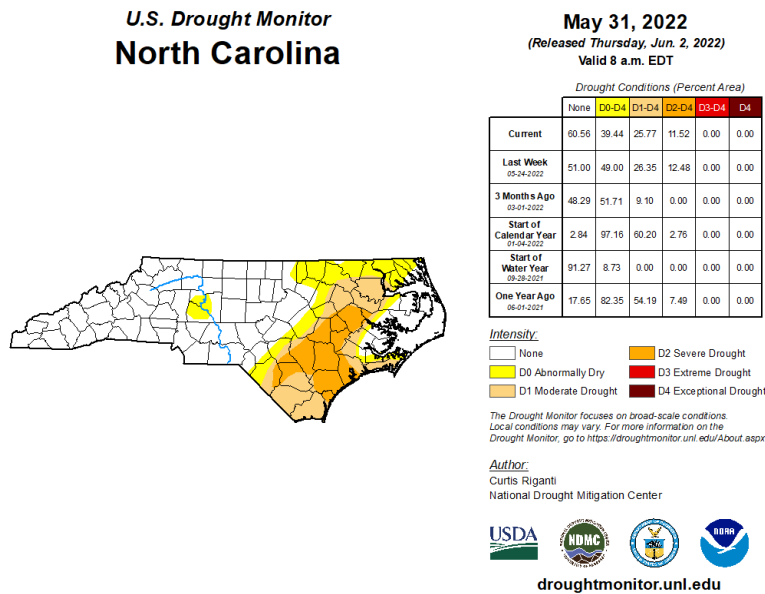 U.S. Drought Monitor
North Carolina
May 31, 2022
(Released Thursday, Jun. 2, 2022)
Valid 8 a.m. EDT
Drought Conditions (Percent Area)
None D0-D4 D1-D4 D2-D4 D3-D4 D4
Current 60.56 39.44 25.77 11.52 0.00 0.00
Last Week
05-24-2022 51.00 49.00 26.35 12.48 0.00 0.00
3 Months Ago
03-01-2022 48.29 51.71 9.10 0.00 0.00 0.00
Start of
Calendar Year
01-04-2022 2.84 97.16 60.20 2.76 0.00 0.00
Start of
Water Year
09-28-2021 91.27 8.73 0.00 0.00 0.00 0.00
One Year Ago
06-01-2021 17.65 82.35 54.19 7.49 0.00 0.00
Intensity:
None
D0 Abnormally Dry
D1 Moderate Drought
D2 Severe Drought
D3 Extreme Drought
D4 Exceptional Drought
The Drought Monitor focuses on broad-scale conditions.
Local conditions may vary. For more information on the
Drought Monitor, go to https://droughtmonitor.unl.edu/About.aspx
Author:
Curtis Riganti
National Drought Mitigation Center
USDA
NDMC
NOAA
droughtmonitor.unl.edu